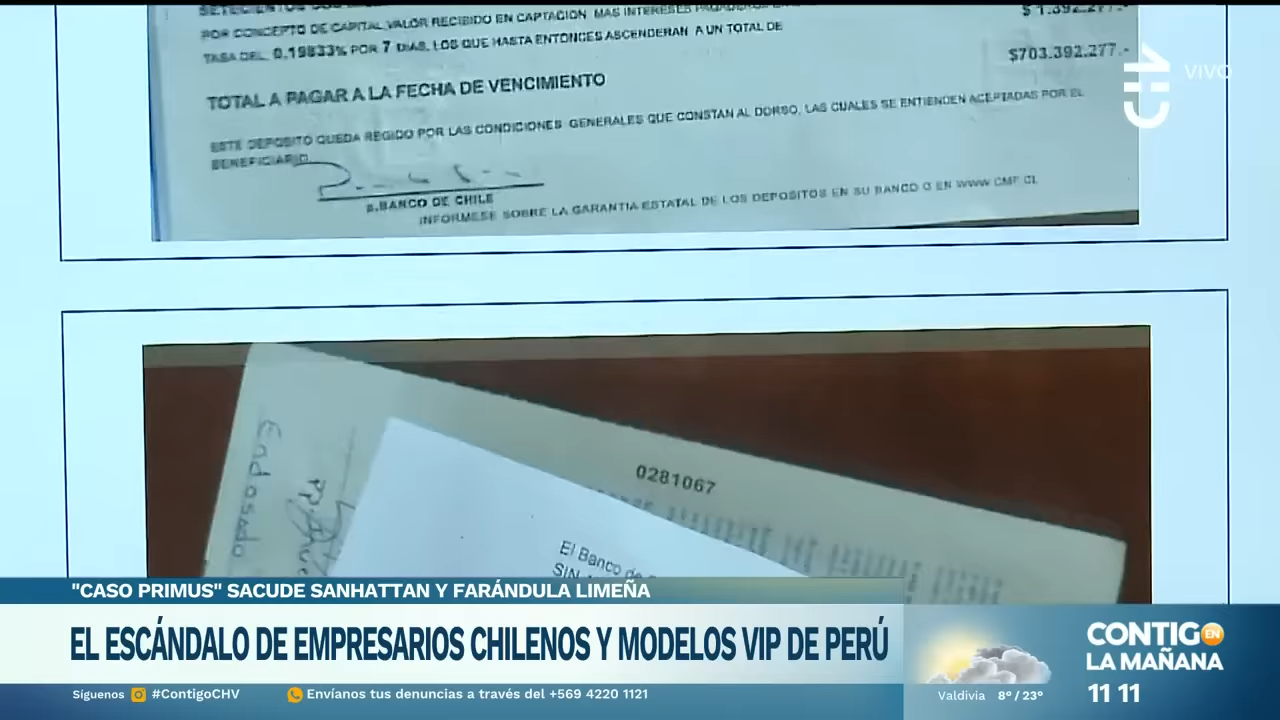 POR CONCEPTO DE CAPITAL, VALOR RECIBIDO EN CAPTACION MAS INTERESES
$ 1.392.277.-
TASA DEL 0,19833% POR 7 DIAS, LOS QUE HASTA ENTONCES ASCENDERAN A UN TOTAL DE
$703.392.277.-
TOTAL A PAGAR A LA FECHA DE VENCIMIENTO
ESTE DEPOSITO QUEDA REGIDO POR LAS CONDICIONES GENERALES QUE CONSTAN AL DORSO, LAS CUALES SE ENTIENDEN ACEPTADAS POR EL
BENEFICIARIO
p.BANCO DE CHILE
INFORMESE SOBRE LA GARANTIA ESTATAL DE LOS DEPOSITOS EN SU BANCO O EN WWW.CMF.CL
CHV
VIVO
Endosado
0281067
El Banco de
"CASO PRIMUS" SACUDE SANHATTAN Y FARÁNDULA LIMEÑA
EL ESCÁNDALO DE EMPRESARIOS CHILENOS Y MODELOS VIP DE PERÚ
Síguenos #ContigoCHV Envíanos tus denuncias a través del +569 4220 1121
Valdivia 8°/23°
CONTIGO EN
LA MAÑANA
11 11